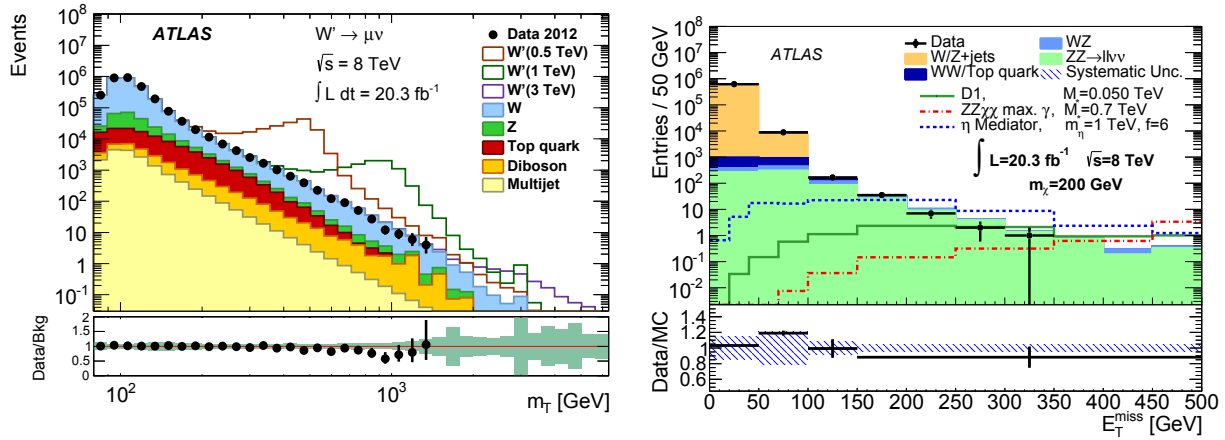 Events
10⁸
10⁷
10⁶
10⁵
10⁴
10³
10²
10
1
10⁻¹
ATLAS
W' → μν
√s = 8 TeV
∫ L dt = 20.3 fb⁻¹
Data 2012
W'(0.5 TeV)
W'(1 TeV)
W'(3 TeV)
W
Z
Top quark
Diboson
Multijet
Data/Bkg
2
1.5
1
0.5
0
10²
10³
m_T [GeV]
Entries / 50 GeV
10⁸
10⁷
10⁶
10⁵
10⁴
10³
10²
10
1
10⁻¹
10⁻²
ATLAS
Data
WZ
W/Z+jets
ZZ→llνν
WW/Top quark
Systematic Unc.
D1, M*=0.050 TeV
ZZχχ max. γ, M*=0.7 TeV
η Mediator, m_η=1 TeV, f=6
∫ L=20.3 fb⁻¹ √s=8 TeV
m_χ=200 GeV
Data/MC
1.4
1.2
1.0
0.8
0.6
0 50 100 150 200 250 300 350 400 450 500
E_T^miss [GeV]